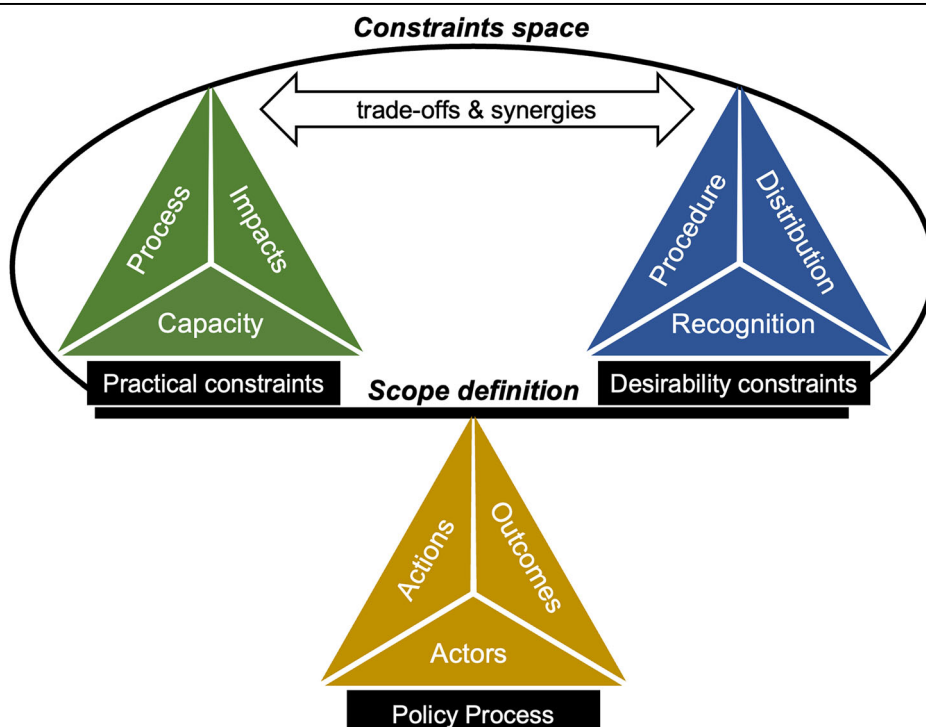 Constraints space
trade-offs & synergies
Process
Impacts
Capacity
Procedure
Distribution
Recognition
Practical constraints
Scope definition
Desirability constraints
Actions
Outcomes
Actors
Policy Process